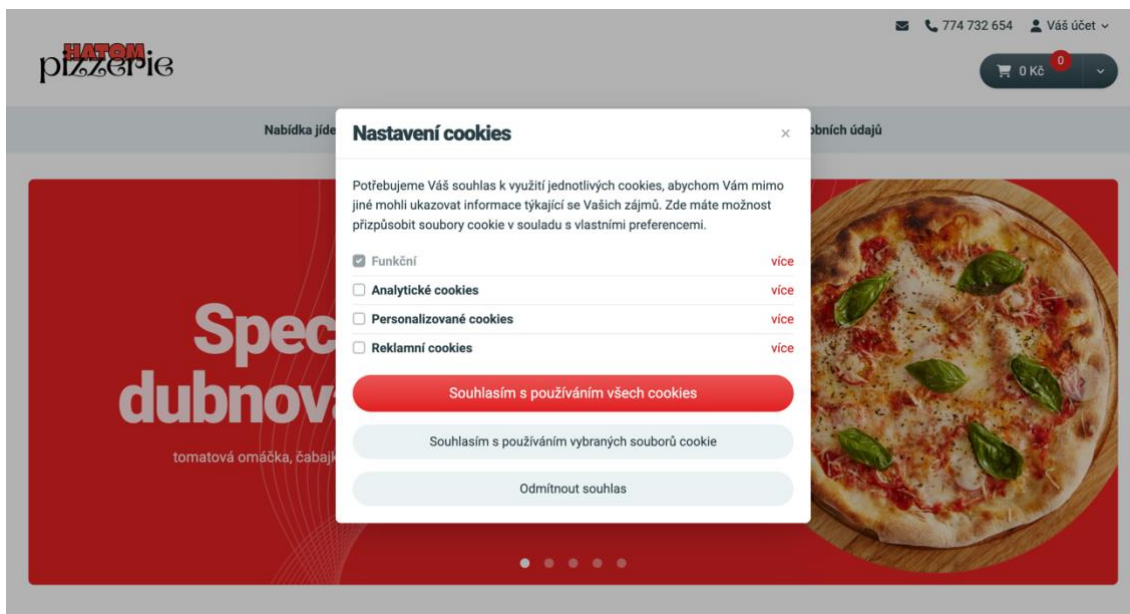 774 732 654 Váš účet
HATOM
pizzerie
0 Kč 0
Nabídka jíde
obních údajů
Nastavení cookies ×
Potřebujeme Váš souhlas k využití jednotlivých cookies, abychom Vám mimo
jiné mohli ukazovat informace týkající se Vašich zájmů. Zde máte možnost
přizpůsobit soubory cookie v souladu s vlastními preferencemi.
Funkční více
Analytické cookies více
Personalizované cookies více
Reklamní cookies více
Souhlasím s používáním všech cookies
Souhlasím s používáním vybraných souborů cookie
Odmítnout souhlas
Spec
dubnov
tomatová omáčka, čabajk